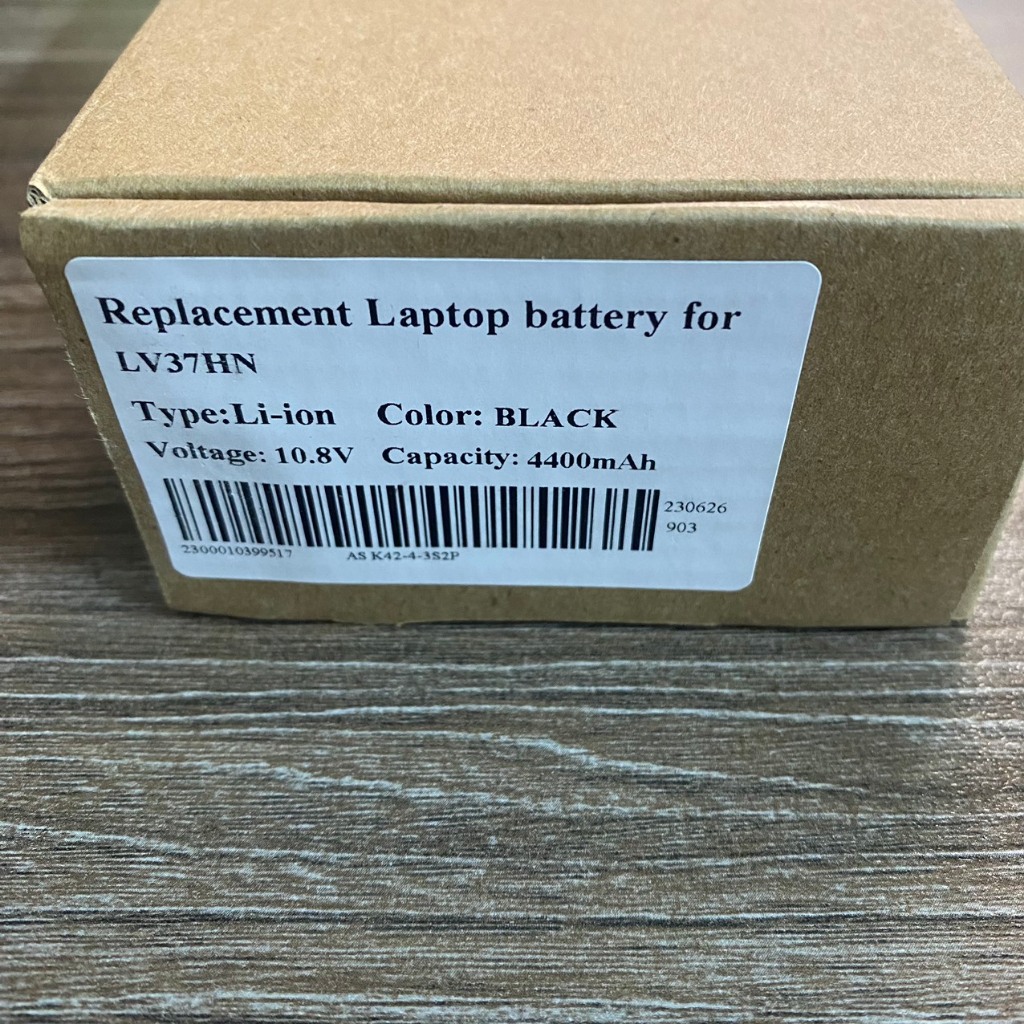 Replacement Laptop battery for
LV37HN
Type:Li-ion Color: BLACK
Voltage: 10.8V Capacity: 4400mAh
230626
903
2300010399517 AS K42-4-3S2P